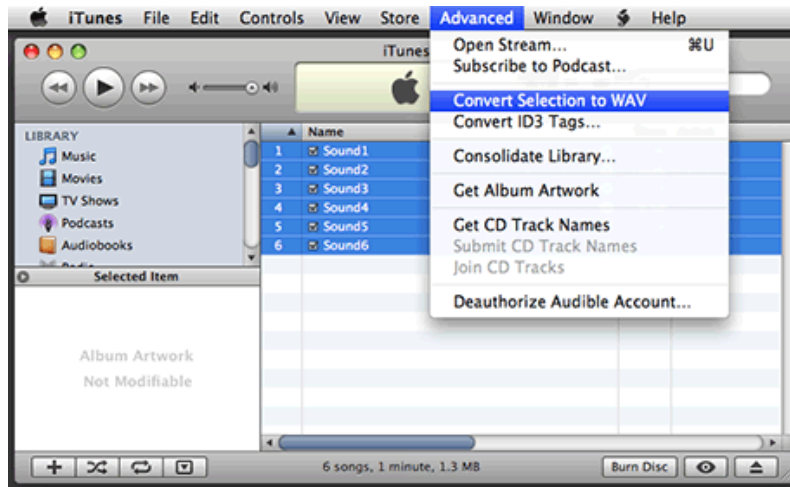 iTunes File Edit Controls View Store Advanced Window Help
iTunes
Open Stream... ⌘U
Subscribe to Podcast...
Convert Selection to WAV
Convert ID3 Tags...
Consolidate Library...
Get Album Artwork
Get CD Track Names
Submit CD Track Names
Join CD Tracks
Deauthorize Audible Account...
LIBRARY
Music
Movies
TV Shows
Podcasts
Audiobooks
Selected Item
Album Artwork
Not Modifiable
Name
1 Sound1
2 Sound2
3 Sound3
4 Sound4
5 Sound5
6 Sound6
6 songs, 1 minute, 1.3 MB
Burn Disc